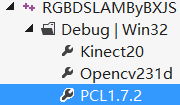 RGBDSLAMByBXJS
Debug | Win32
Kinect20
Opencv231d
PCL1.7.2